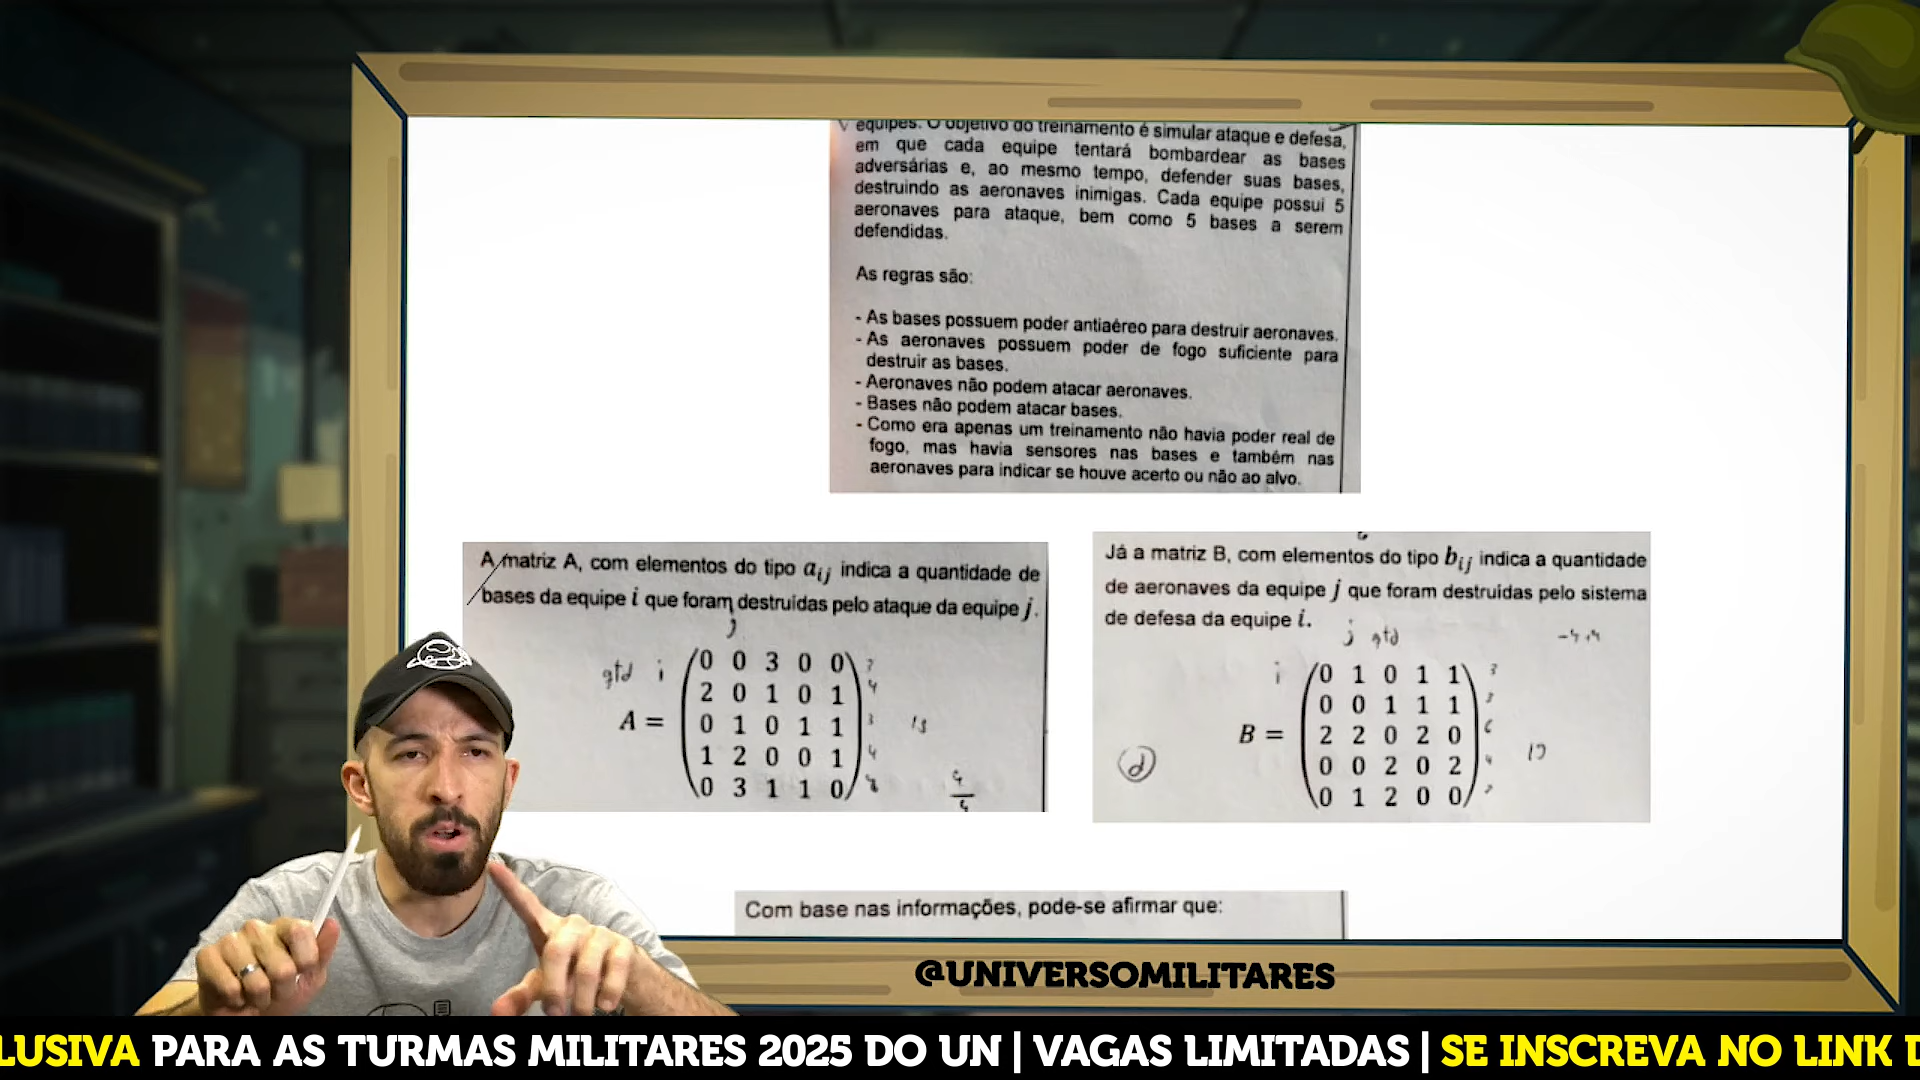 equipes. O objetivo do treinamento é simular ataque e defesa,
em que cada equipe tentará bombardear as bases
adversárias e, ao mesmo tempo, defender suas bases,
destruindo as aeronaves inimigas. Cada equipe possui 5
aeronaves para ataque, bem como 5 bases a serem
defendidas.
As regras são:
- As bases possuem poder antiaéreo para destruir aeronaves.
- As aeronaves possuem poder de fogo suficiente para
destruir as bases.
- Aeronaves não podem atacar aeronaves.
- Bases não podem atacar bases.
- Como era apenas um treinamento não havia poder real de
fogo, mas havia sensores nas bases e também nas
aeronaves para indicar se houve acerto ou não ao alvo.
A matriz A, com elementos do tipo aij indica a quantidade de
bases da equipe i que foram destruídas pelo ataque da equipe j.
j
qtd i
0 0 3 0 0
2 0 1 0 1 4
A = 0 1 0 1 1 3
1 2 0 0 1 4
0 3 1 1 0
Já a matriz B, com elementos do tipo bij indica a quantidade
de aeronaves da equipe j que foram destruídas pelo sistema
de defesa da equipe i.
j qtd
i
0 1 0 1 1 3
0 0 1 1 1 3
B = 2 2 0 2 0 6
0 0 2 0 2 4
0 1 2 0 0
d
Com base nas informações, pode-se afirmar que:
@UNIVERSOMILITARES
LUSIVA PARA AS TURMAS MILITARES 2025 DO UN | VAGAS LIMITADAS | SE INSCREVA NO LINK D